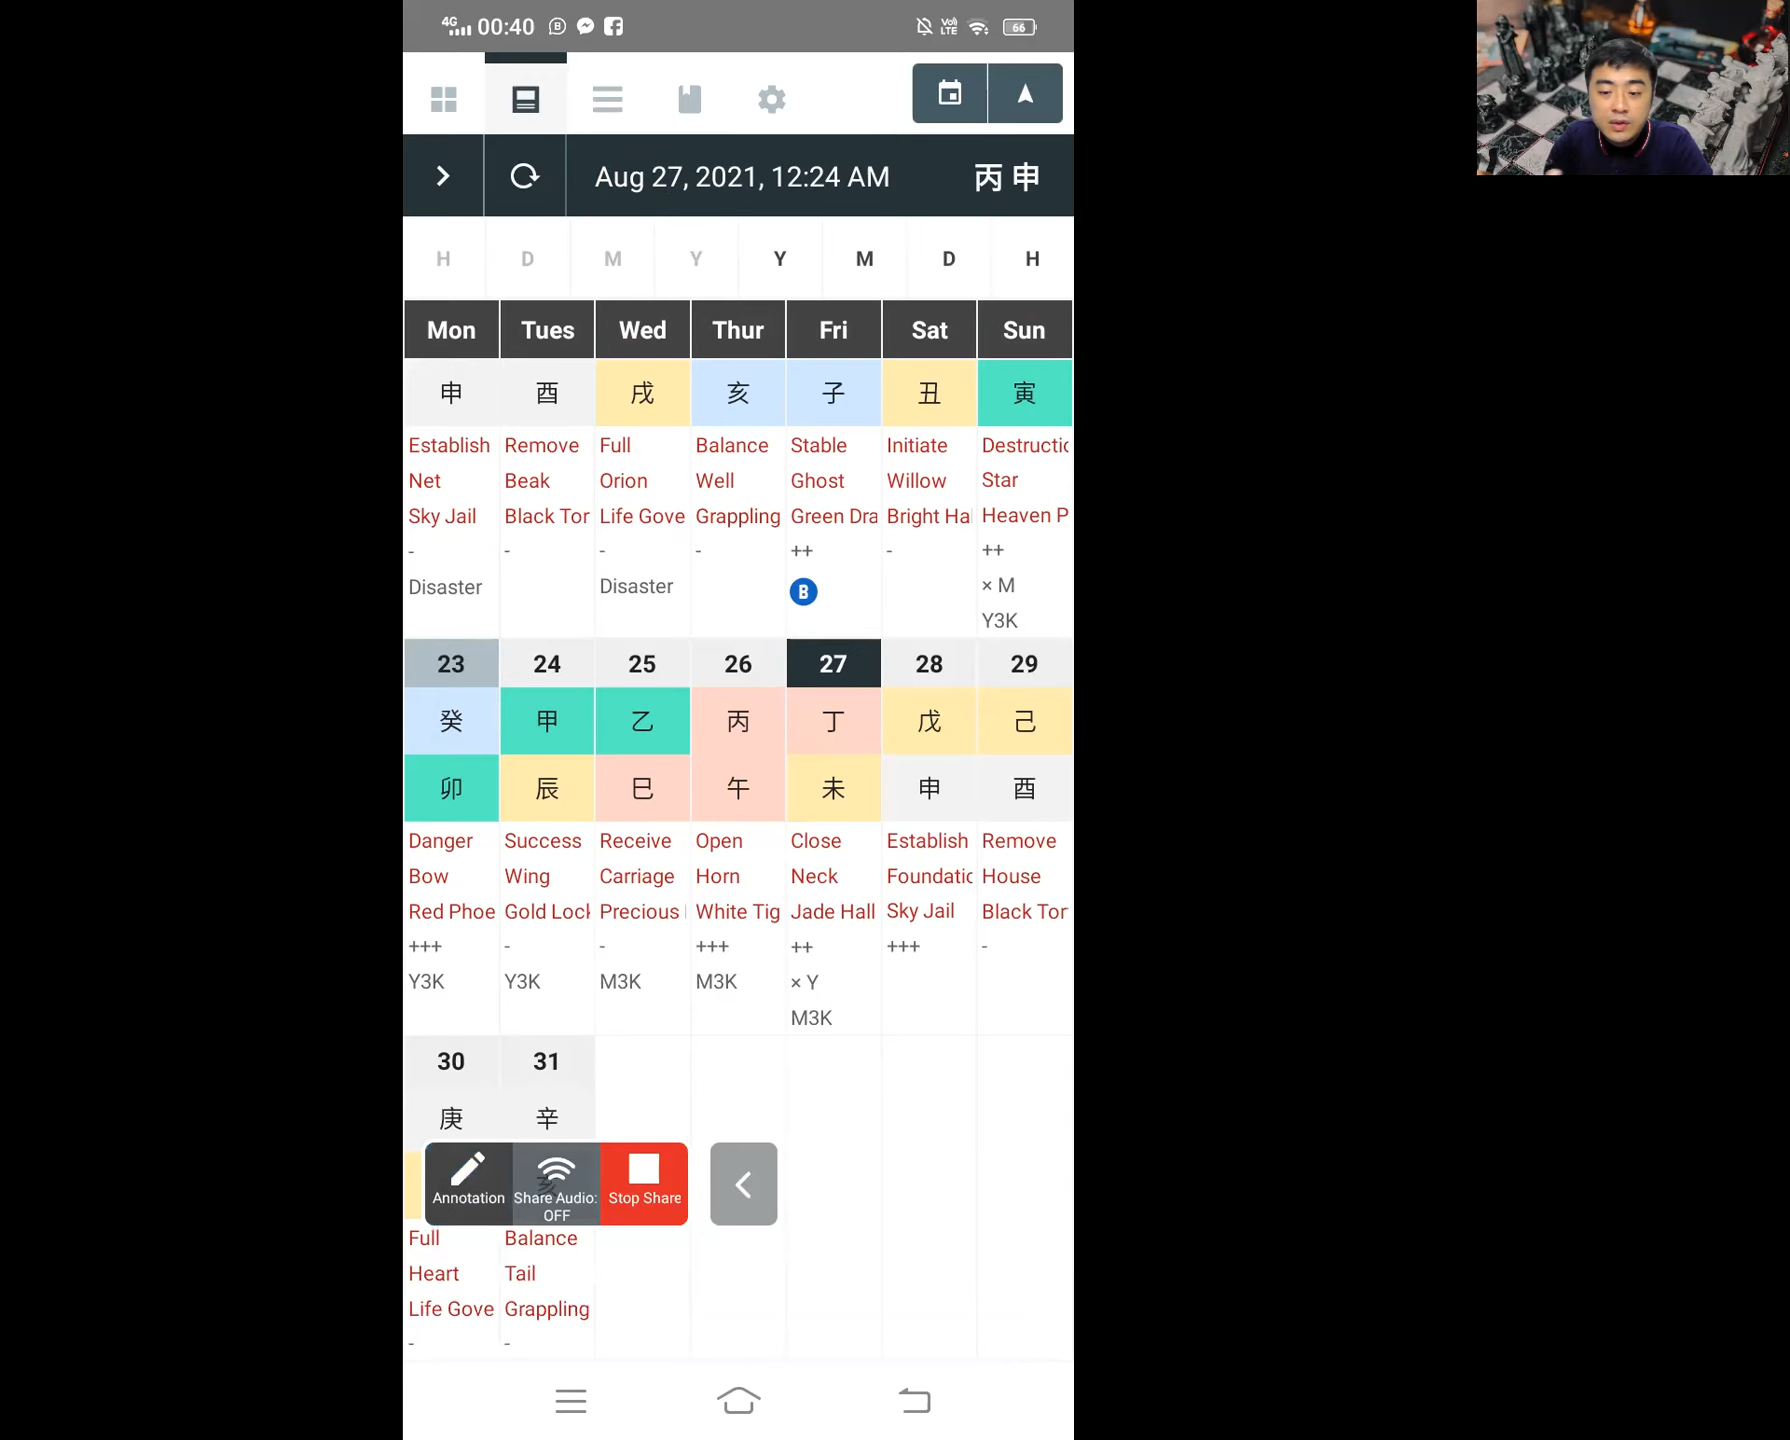 4G 00:40 VoI LTE 66
Aug 27, 2021, 12:24 AM 丙 申
H D M Y Y M D H
Mon Tues Wed Thur Fri Sat Sun
申 酉 戌 亥 子 丑 寅
Establish Remove Full Balance Stable Initiate Destructic
Net Beak Orion Well Ghost Willow Star
Sky Jail Black Tor Life Gove Grappling Green Dra Bright Hal Heaven P
- - - - ++ - ++
Disaster Disaster B × M
Y3K
23 24 25 26 27 28 29
癸 甲 乙 丙 丁 戊 己
卯 辰 巳 午 未 申 酉
Danger Success Receive Open Close Establish Remove
Bow Wing Carriage Horn Neck Foundatic House
Red Phoe Gold Lock Precious White Tig Jade Hall Sky Jail Black Tor
+++ - - +++ ++ +++ -
Y3K Y3K M3K M3K × Y
M3K
30 31
庚 辛
亥
Annotation Share Audio: OFF Stop Share
Full Balance
Heart Tail
Life Gove Grappling
- -